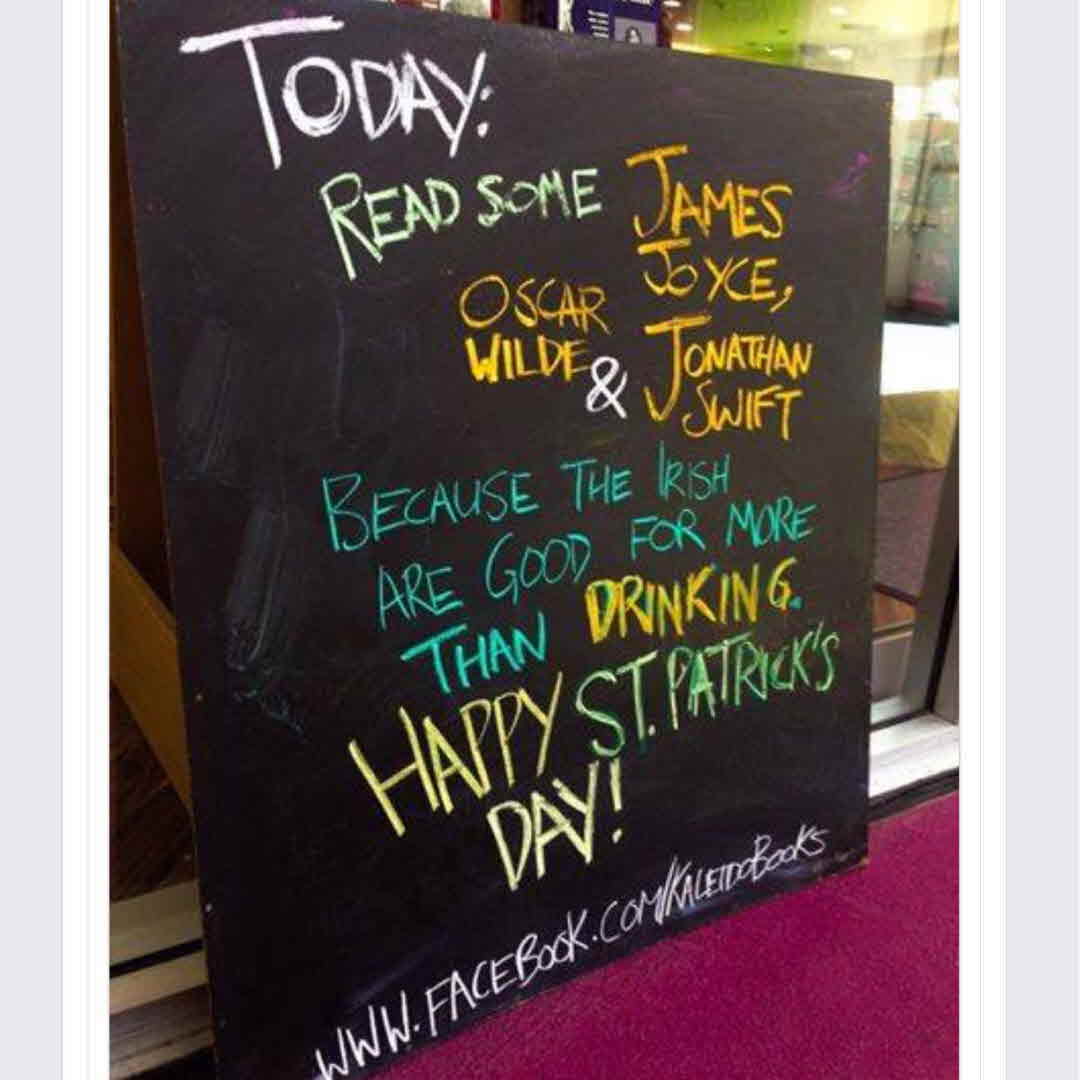 TODAY:
READ SOME JAMES
JOYCE,
OSCAR
WILDE & JONATHAN
SWIFT
BECAUSE THE IRISH
ARE GOOD FOR MORE
THAN DRINKING.
HAPPY ST. PATRICK'S
DAY!
WWW.FACEBOOK.COM/KALEIDOBOOKS